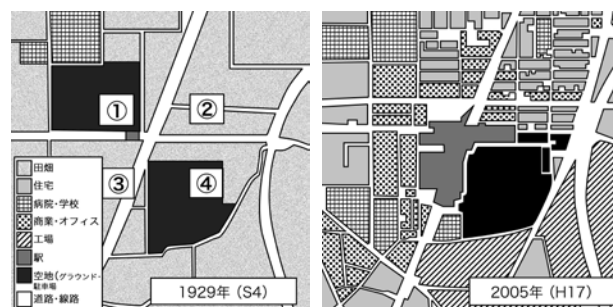 ①
②
③
④
田畑
住宅
病院・学校
商業・オフィス
工場
駅
空地(グラウンド・
駐車場
道路・線路
1929年(S4)
2005年(H17)